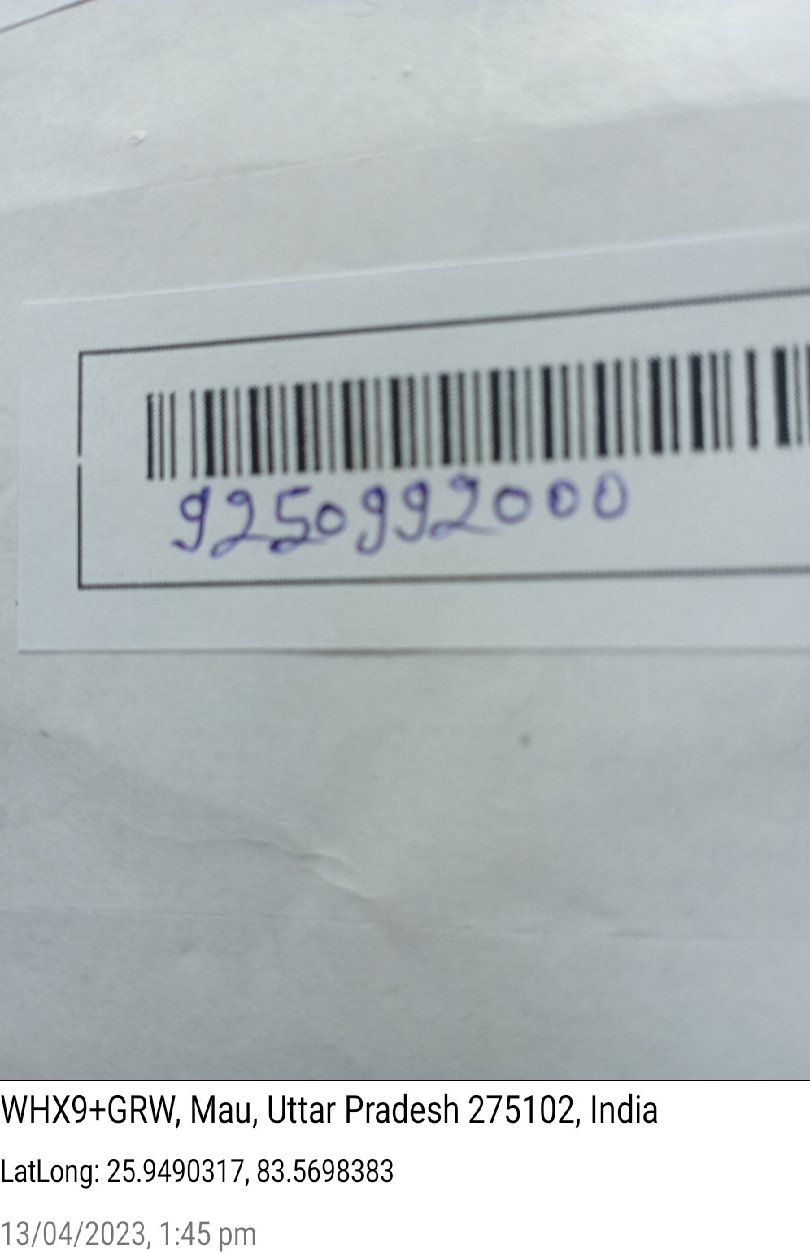 9250992000
WHX9+GRW, Mau, Uttar Pradesh 275102, India
LatLong: 25.9490317, 83.5698383
13/04/2023, 1:45 pm